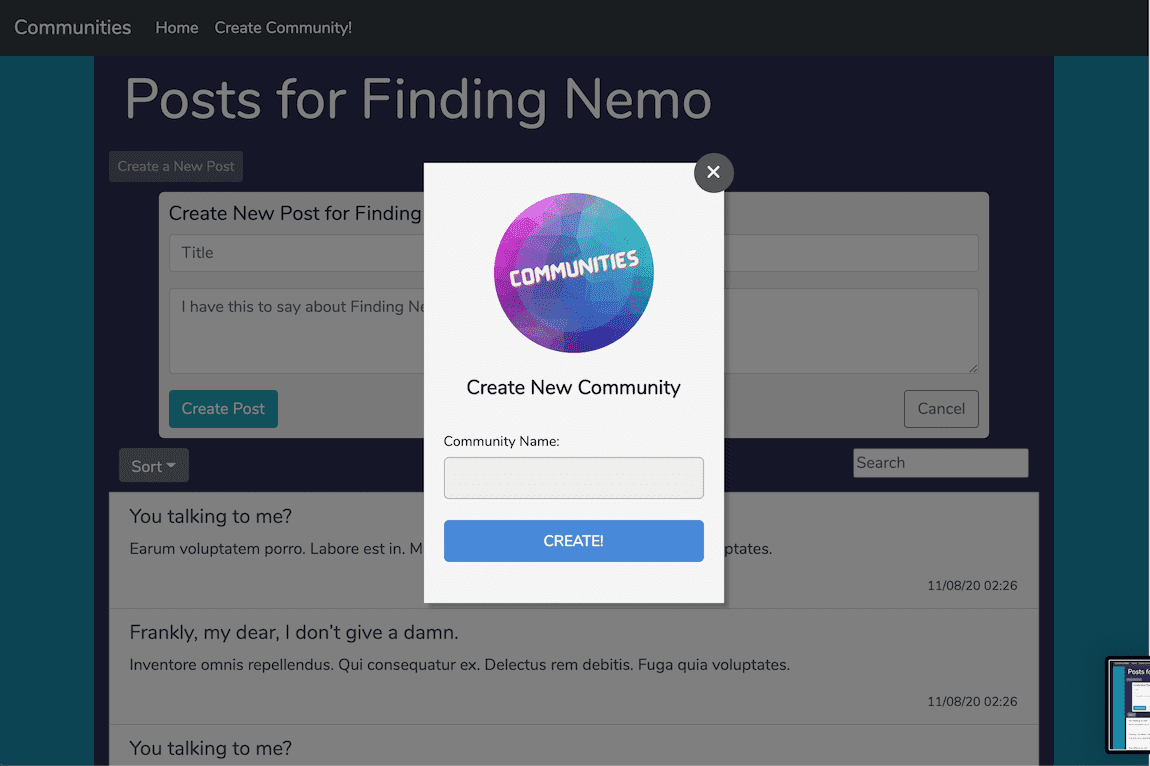 Communities Home Create Community!
Posts for Finding Nemo
Create a New Post
Create New Post for Finding
Title
I have this to say about Finding
Create Post
Cancel
COMMUNITIES
Create New Community
Community Name:
CREATE!
Sort
Search
You talking to me?
Earum voluptatem porro. Labore est in.
11/08/20 02:26
Frankly, my dear, I don't give a damn.
Inventore omnis repellendus. Qui consequatur ex. Delectus rem debitis. Fuga quia voluptates.
11/08/20 02:26
You talking to me?